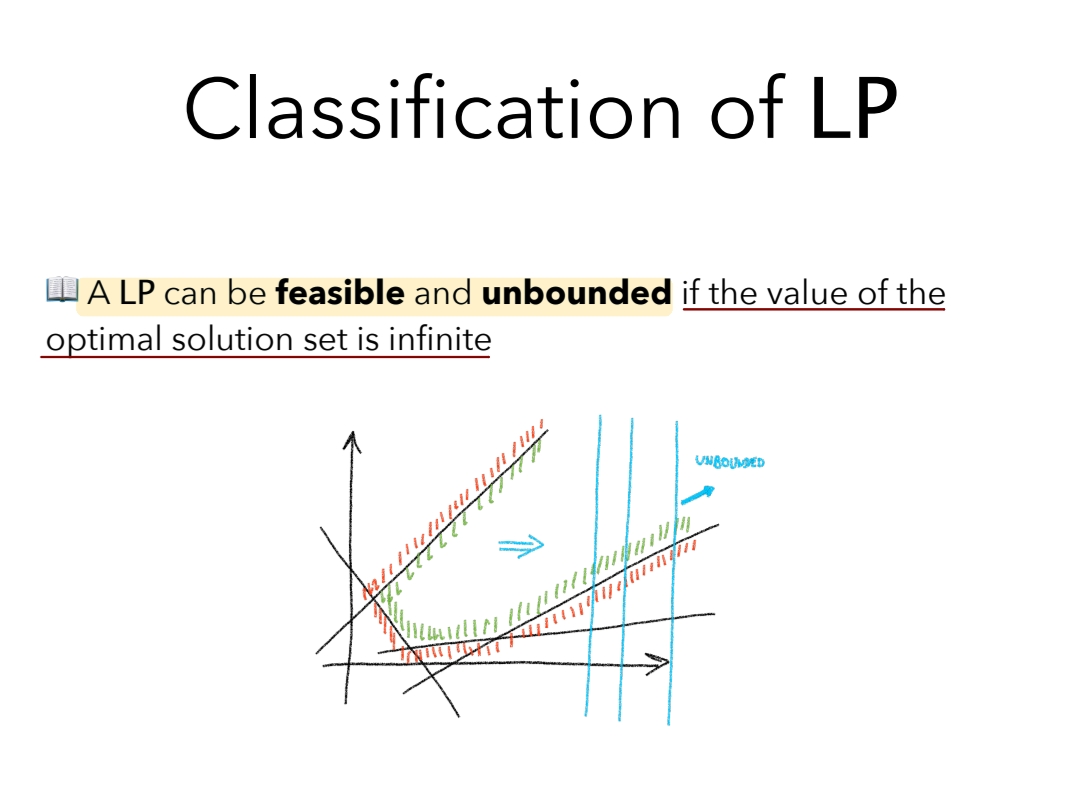 Classification of LP
📖 A LP can be feasible and unbounded if the value of the
optimal solution set is infinite
UNBOUNDED